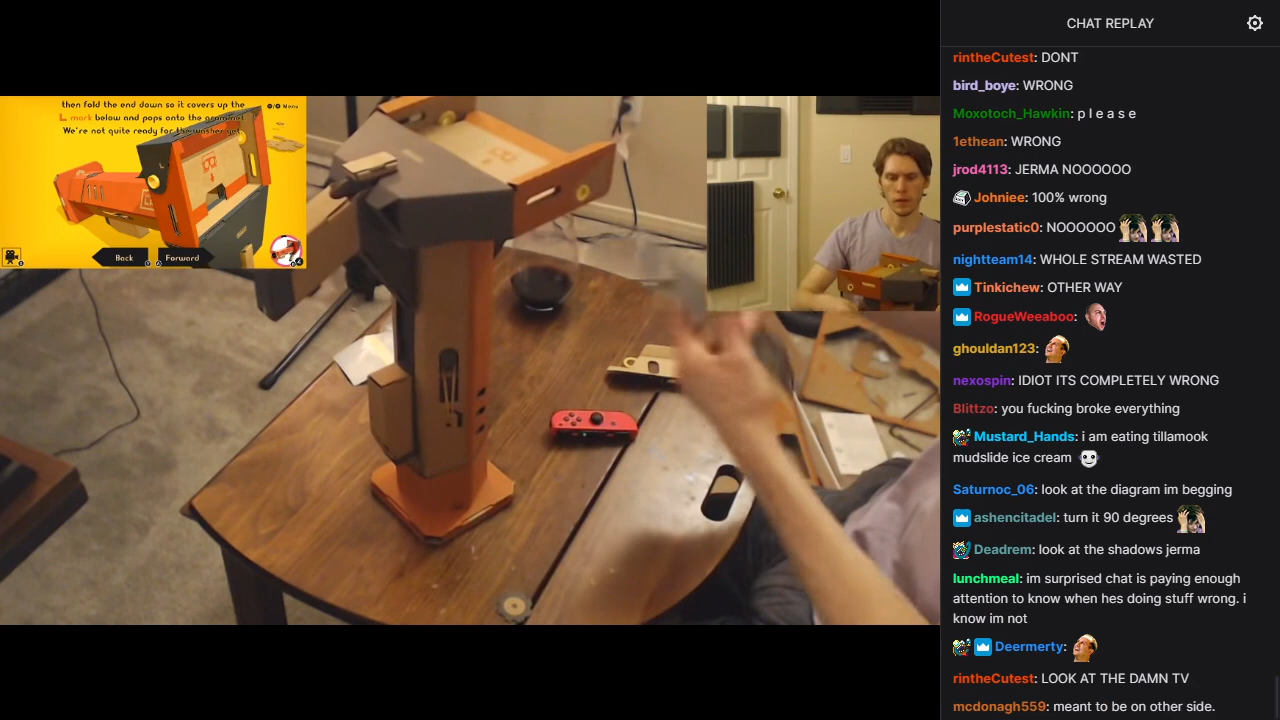 then fold the end down so it covers up the
mark below and pops onto the grommet.
We're not quite ready for the washer yet.
Menu
Back
Forward
CHAT REPLAY
rintheCutest: DONT
bird_boye: WRONG
Moxotoch_Hawkin: p l e a s e
1ethean: WRONG
jrod4113: JERMA NOOOOOO
Johniee: 100% wrong
purplestatic0: NOOOOOO
nightteam14: WHOLE STREAM WASTED
Tinkichew: OTHER WAY
RogueWeeaboo:
ghouldan123:
nexospin: IDIOT ITS COMPLETELY WRONG
Blittzo: you fucking broke everything
Mustard_Hands: i am eating tillamook
mudslide ice cream
Saturnoc_06: look at the diagram im begging
ashencitadel: turn it 90 degrees
Deadrem: look at the shadows jerma
lunchmeal: im surprised chat is paying enough
attention to know when hes doing stuff wrong. i
know im not
Deermerty:
rintheCutest: LOOK AT THE DAMN TV
mcdonagh559: meant to be on other side.